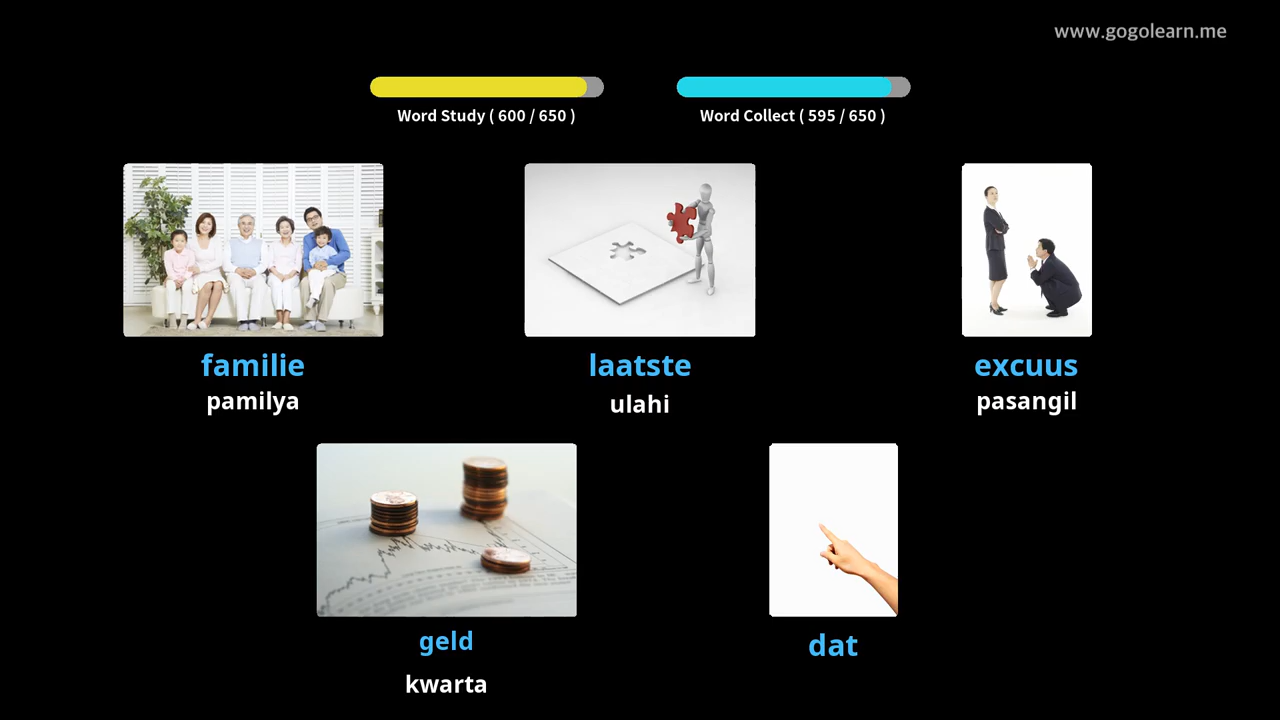 www.gogolearn.me
Word Study ( 600 / 650 )
Word Collect ( 595 / 650 )
familie
pamilya
laatste
ulahi
excuus
pasangil
geld
kwarta
dat